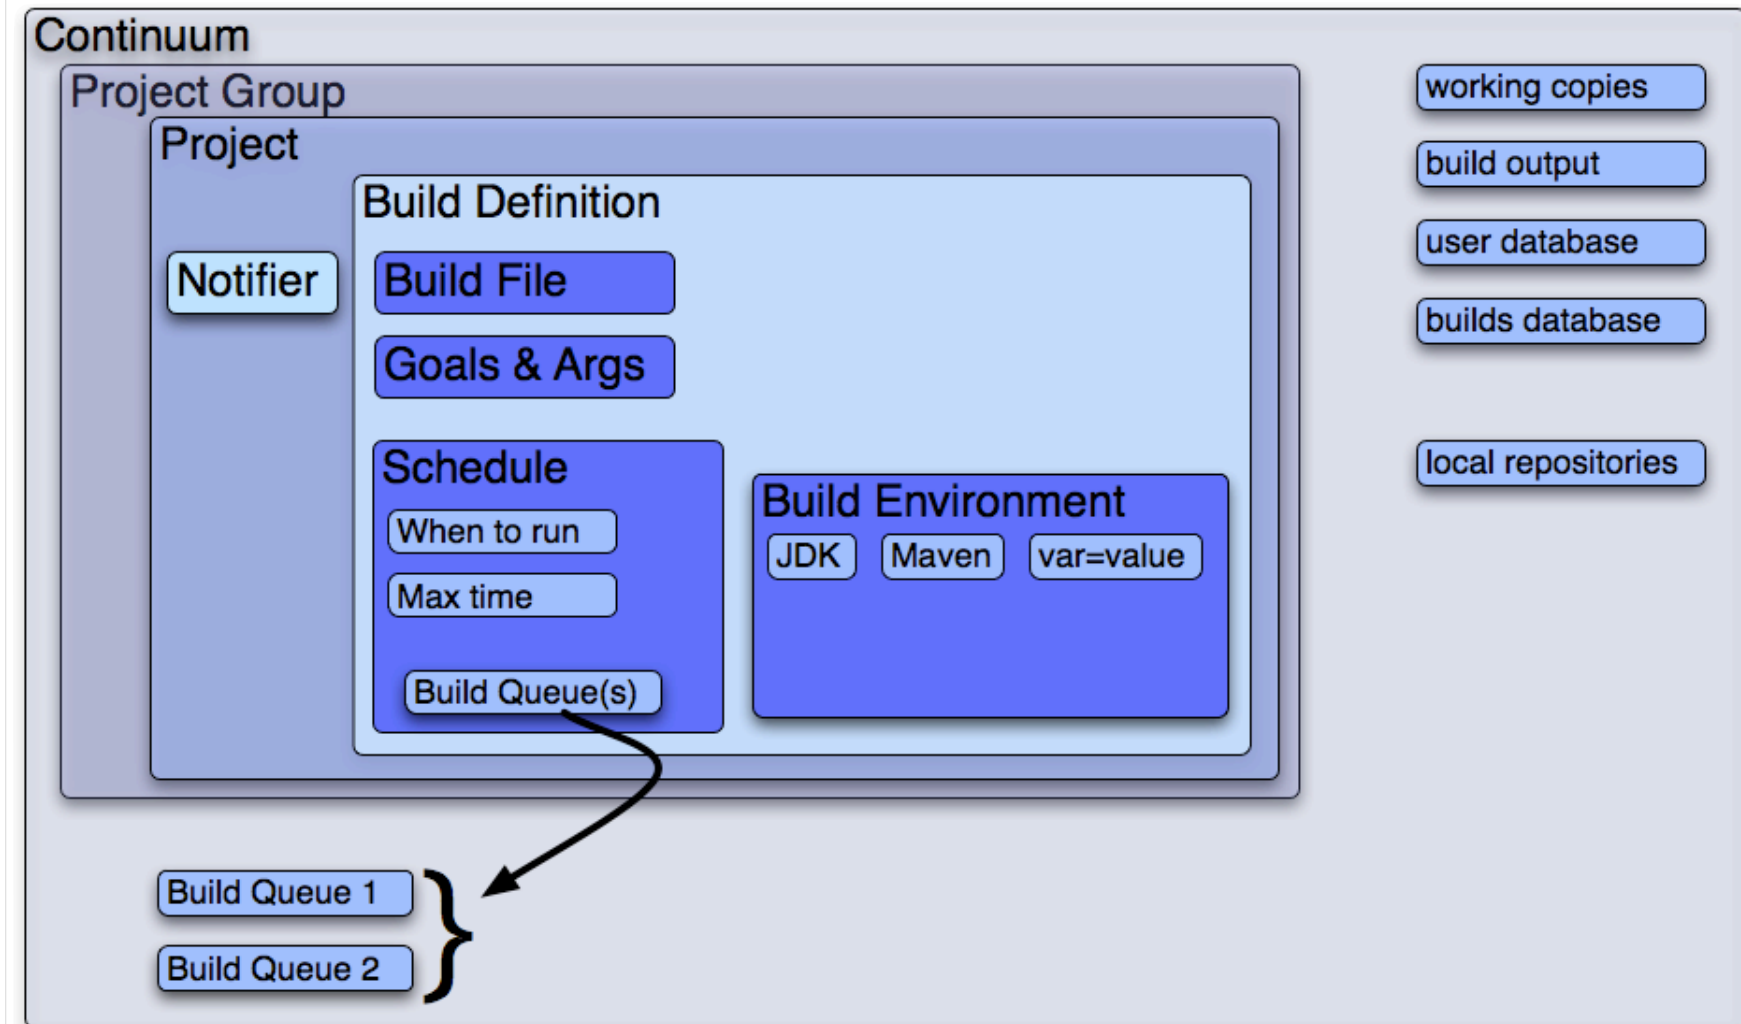 Continuum
Project Group
Project
Build Definition
Notifier
Build File
Goals & Args
Schedule
When to run
Max time
Build Queue(s)
Build Environment
JDK
Maven
var=value
working copies
build output
user database
builds database
local repositories
Build Queue 1
Build Queue 2
}